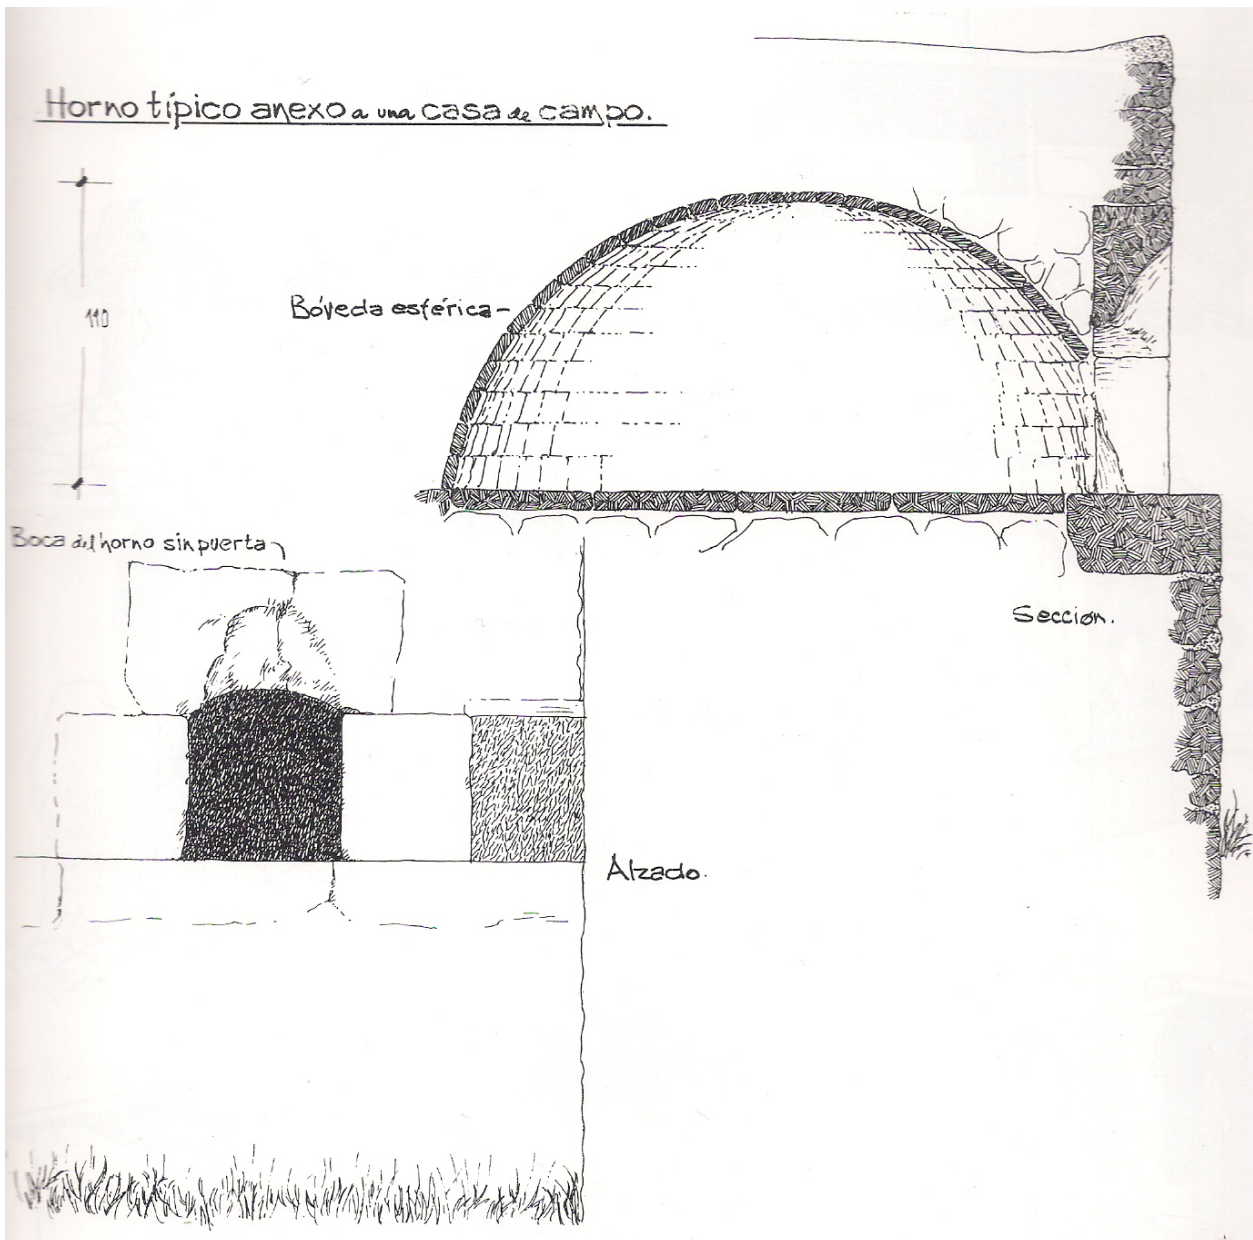 Horno típico anexo a una casa de campo.
110
Bóveda esférica
Boca del horno sin puerta
Sección.
Alzado.